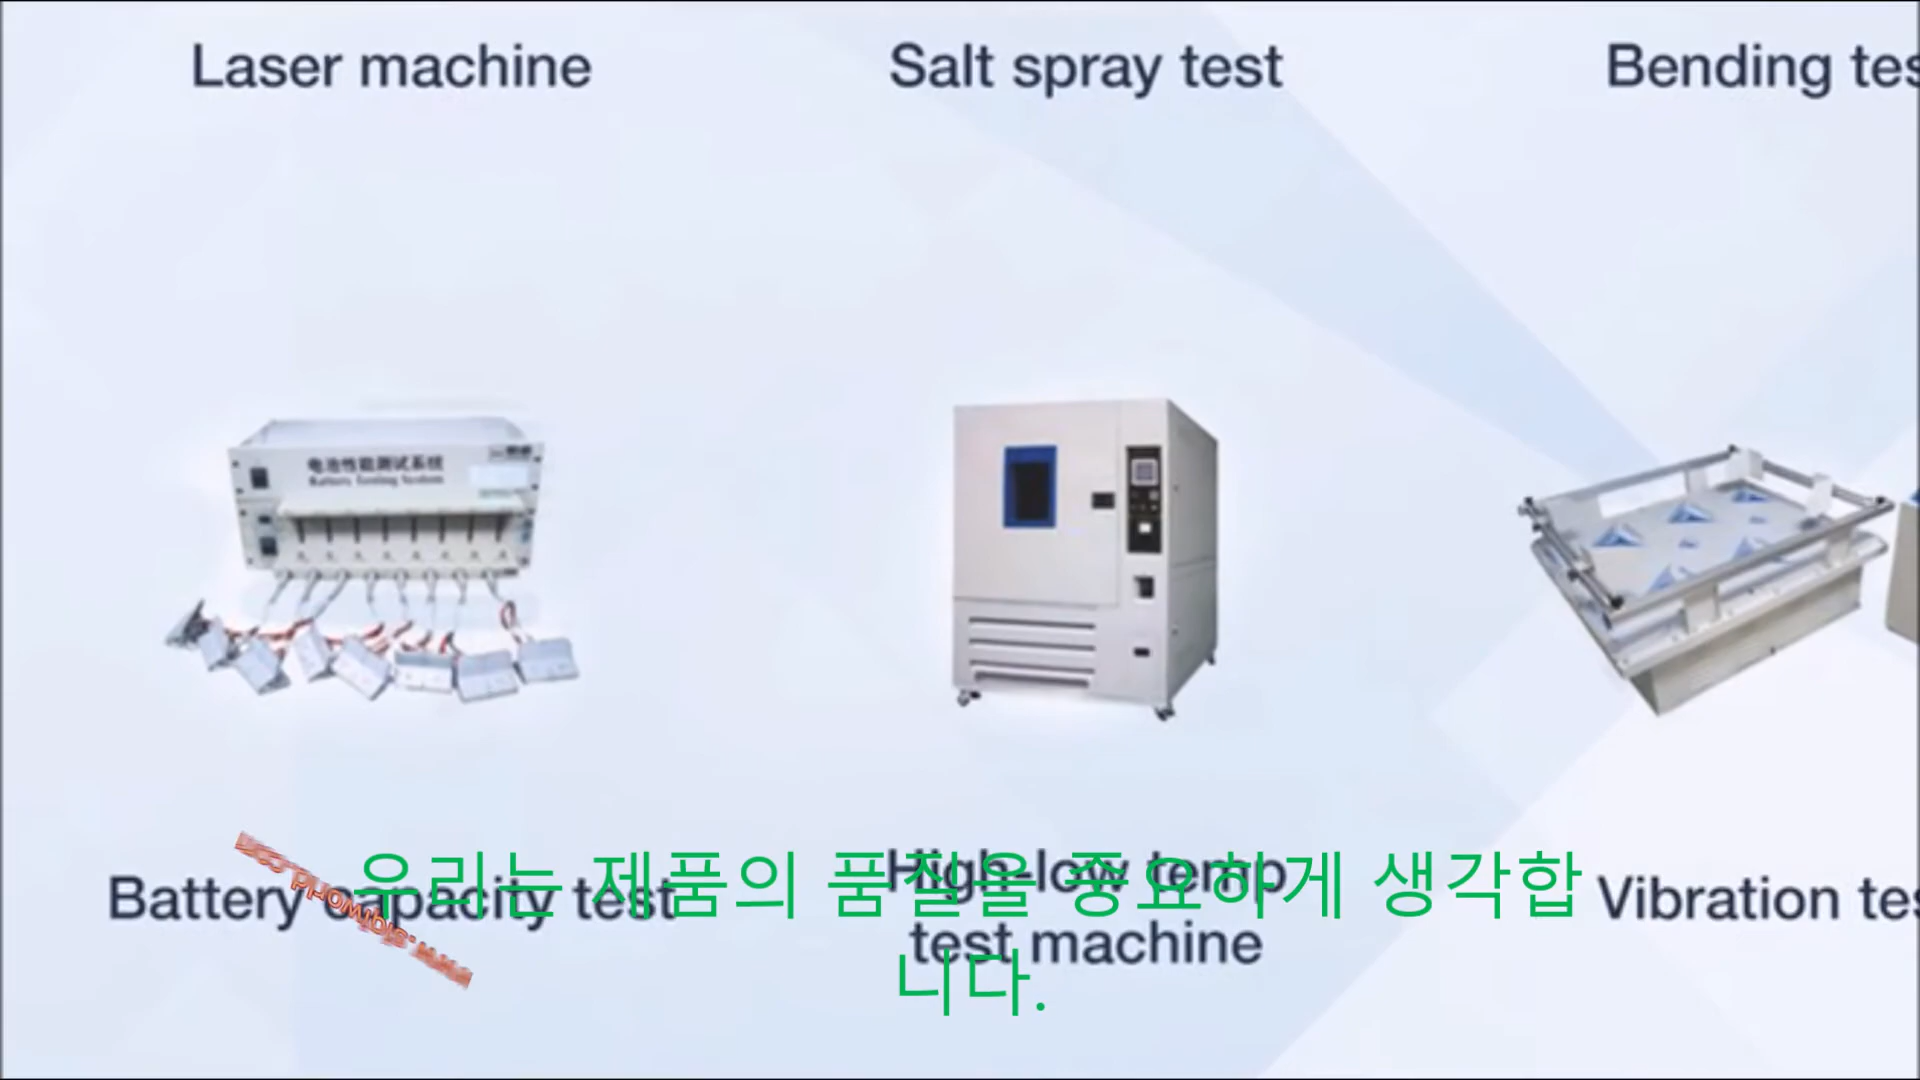 Laser machine
Salt spray test
Bending tes
电池性能测试系统
Battery Testing System
Battery capacity test
High-low temp
test machine
Vibration tes
우리는 제품의 품질을 중요하게 생각합
니다.